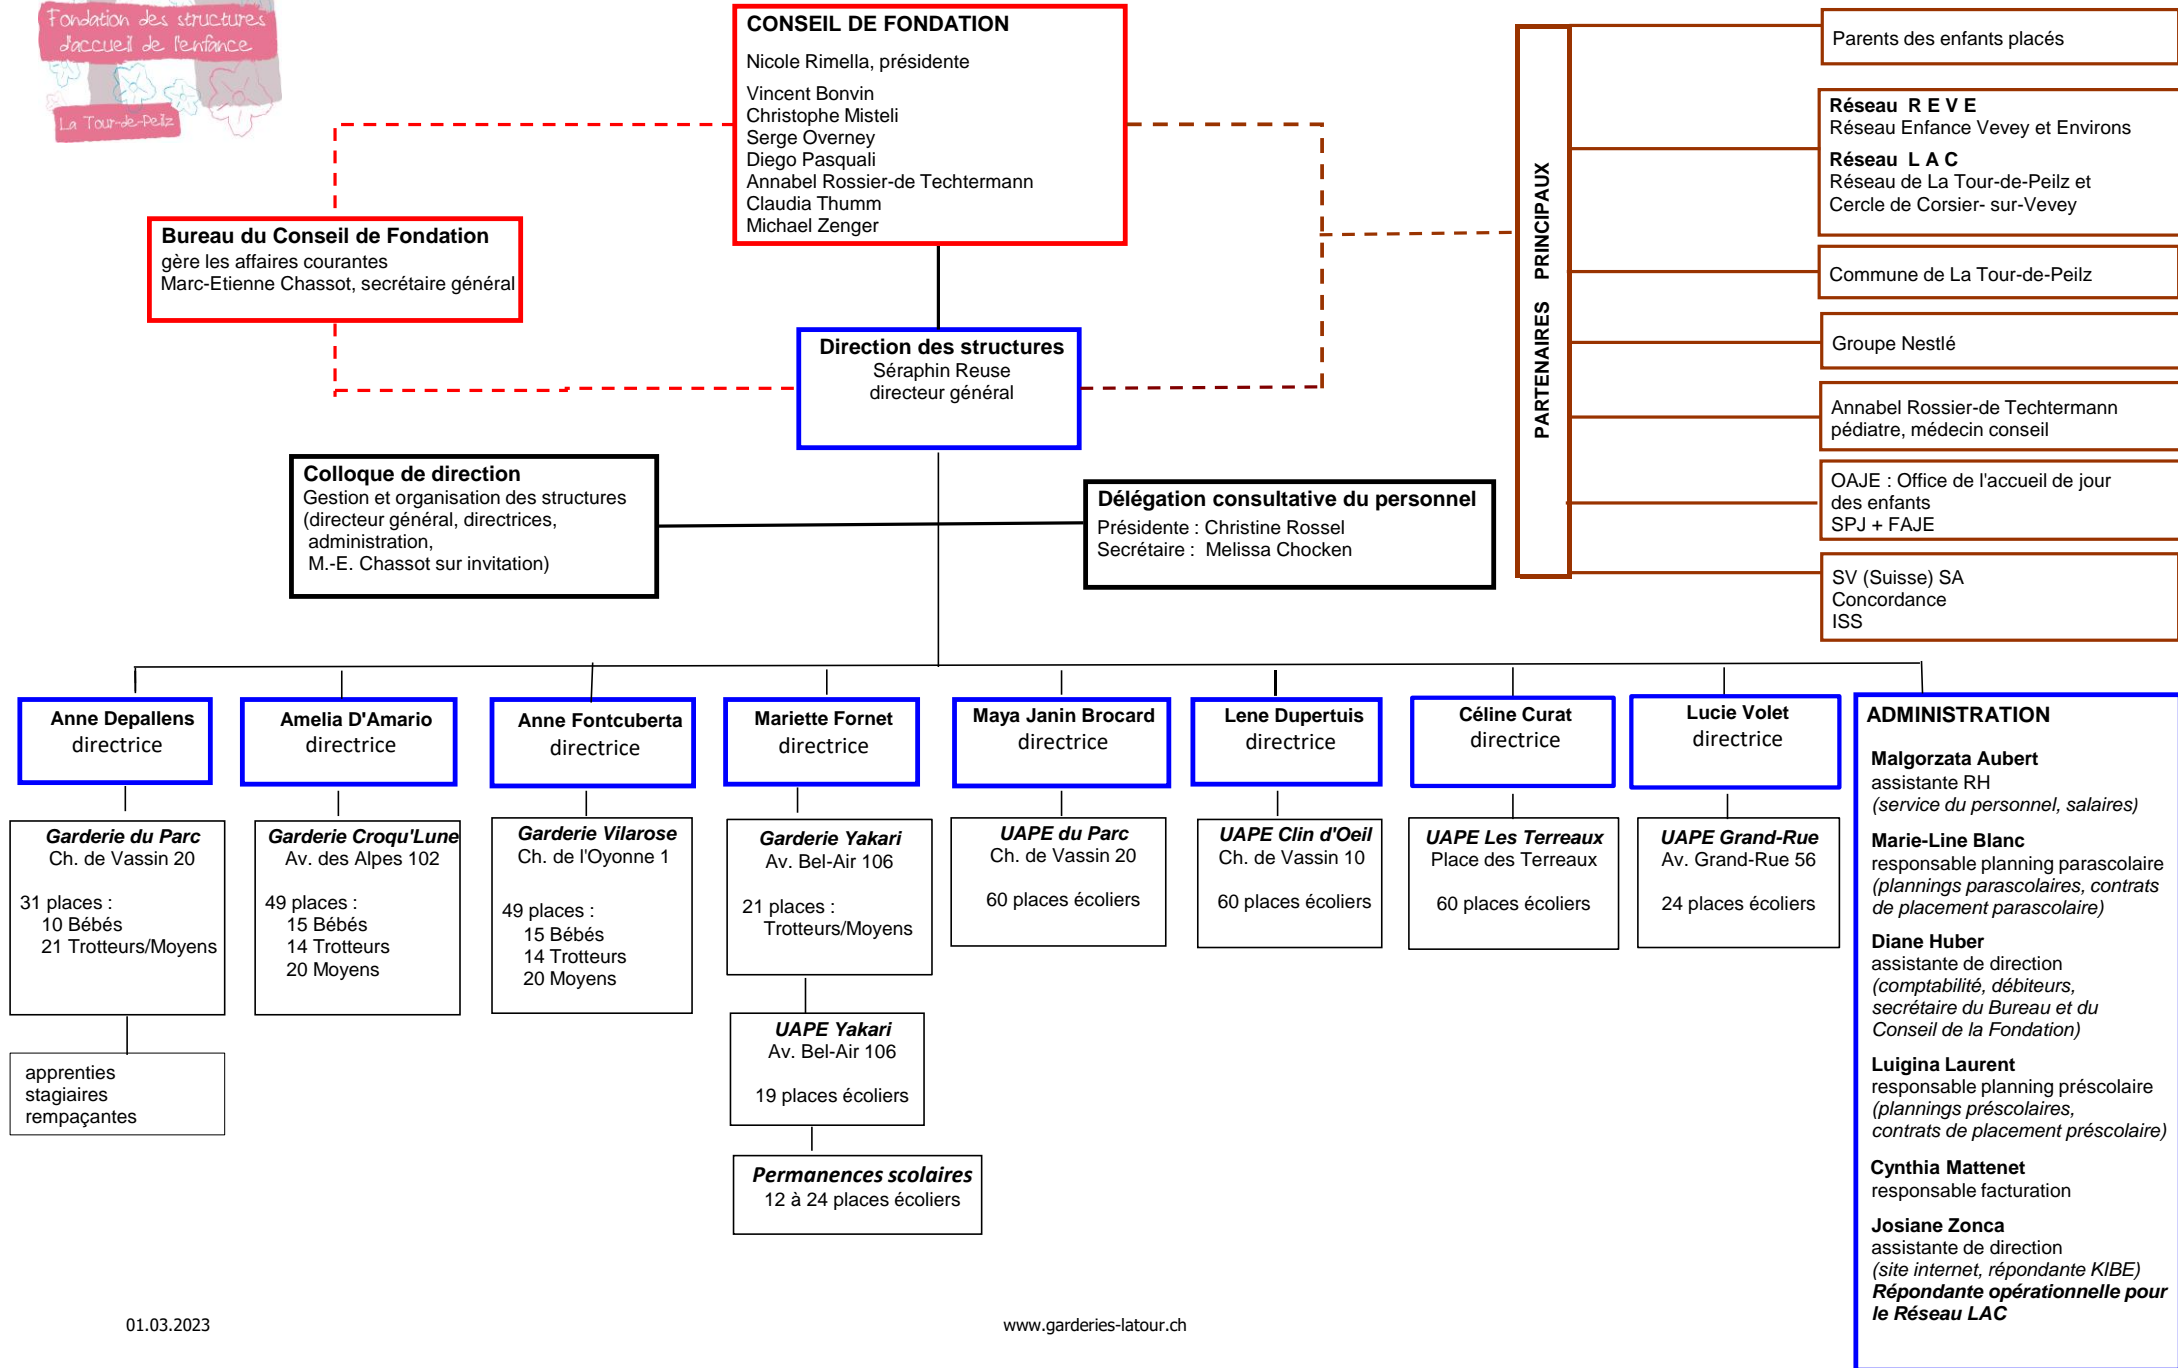 Fondation des structures
d'accueil de l'enfance
La Tour-de-Peilz
CONSEIL DE FONDATION
Nicole Rimella, présidente
Vincent Bonvin
Christophe Misteli
Serge Overney
Diego Pasquali
Annabel Rossier-de Techtermann
Claudia Thumm
Michael Zenger
Bureau du Conseil de Fondation
gère les affaires courantes
Marc-Etienne Chassot, secrétaire général
Direction des structures
Séraphin Reuse
directeur général
PARTENAIRES PRINCIPAUX
Parents des enfants placés
Réseau R E V E
Réseau Enfance Vevey et Environs
Réseau L A C
Réseau de La Tour-de-Peilz et
Cercle de Corsier- sur-Vevey
Commune de La Tour-de-Peilz
Groupe Nestlé
Annabel Rossier-de Techtermann
pédiatre, médecin conseil
OAJE : Office de l'accueil de jour
des enfants
SPJ + FAJE
SV (Suisse) SA
Concordance
ISS
Colloque de direction
Gestion et organisation des structures
(directeur général, directrices,
administration,
M.-E. Chassot sur invitation)
Délégation consultative du personnel
Présidente : Christine Rossel
Secrétaire : Melissa Chocken
Anne Depallens
directrice
Garderie du Parc
Ch. de Vassin 20
31 places :
10 Bébés
21 Trotteurs/Moyens
apprenties
stagiaires
rempaçantes
Amelia D'Amario
directrice
Garderie Croqu'Lune
Av. des Alpes 102
49 places :
15 Bébés
14 Trotteurs
20 Moyens
Anne Fontcuberta
directrice
Garderie Vilarose
Ch. de l'Oyonne 1
49 places :
15 Bébés
14 Trotteurs
20 Moyens
Mariette Fornet
directrice
Garderie Yakari
Av. Bel-Air 106
21 places :
Trotteurs/Moyens
UAPE Yakari
Av. Bel-Air 106
19 places écoliers
Permanences scolaires
12 à 24 places écoliers
Maya Janin Brocard
directrice
UAPE du Parc
Ch. de Vassin 20
60 places écoliers
Lene Dupertuis
directrice
UAPE Clin d'Oeil
Ch. de Vassin 10
60 places écoliers
Céline Curat
directrice
UAPE Les Terreaux
Place des Terreaux
60 places écoliers
Lucie Volet
directrice
UAPE Grand-Rue
Av. Grand-Rue 56
24 places écoliers
ADMINISTRATION
Malgorzata Aubert
assistante RH
(service du personnel, salaires)
Marie-Line Blanc
responsable planning parascolaire
(plannings parascolaires, contrats
de placement parascolaire)
Diane Huber
assistante de direction
(comptabilité, débiteurs,
secrétaire du Bureau et du
Conseil de la Fondation)
Luigina Laurent
responsable planning préscolaire
(plannings préscolaires,
contrats de placement préscolaire)
Cynthia Mattenet
responsable facturation
Josiane Zonca
assistante de direction
(site internet, répondante KIBE)
Répondante opérationnelle pour
le Réseau LAC
01.03.2023
www.garderies-latour.ch